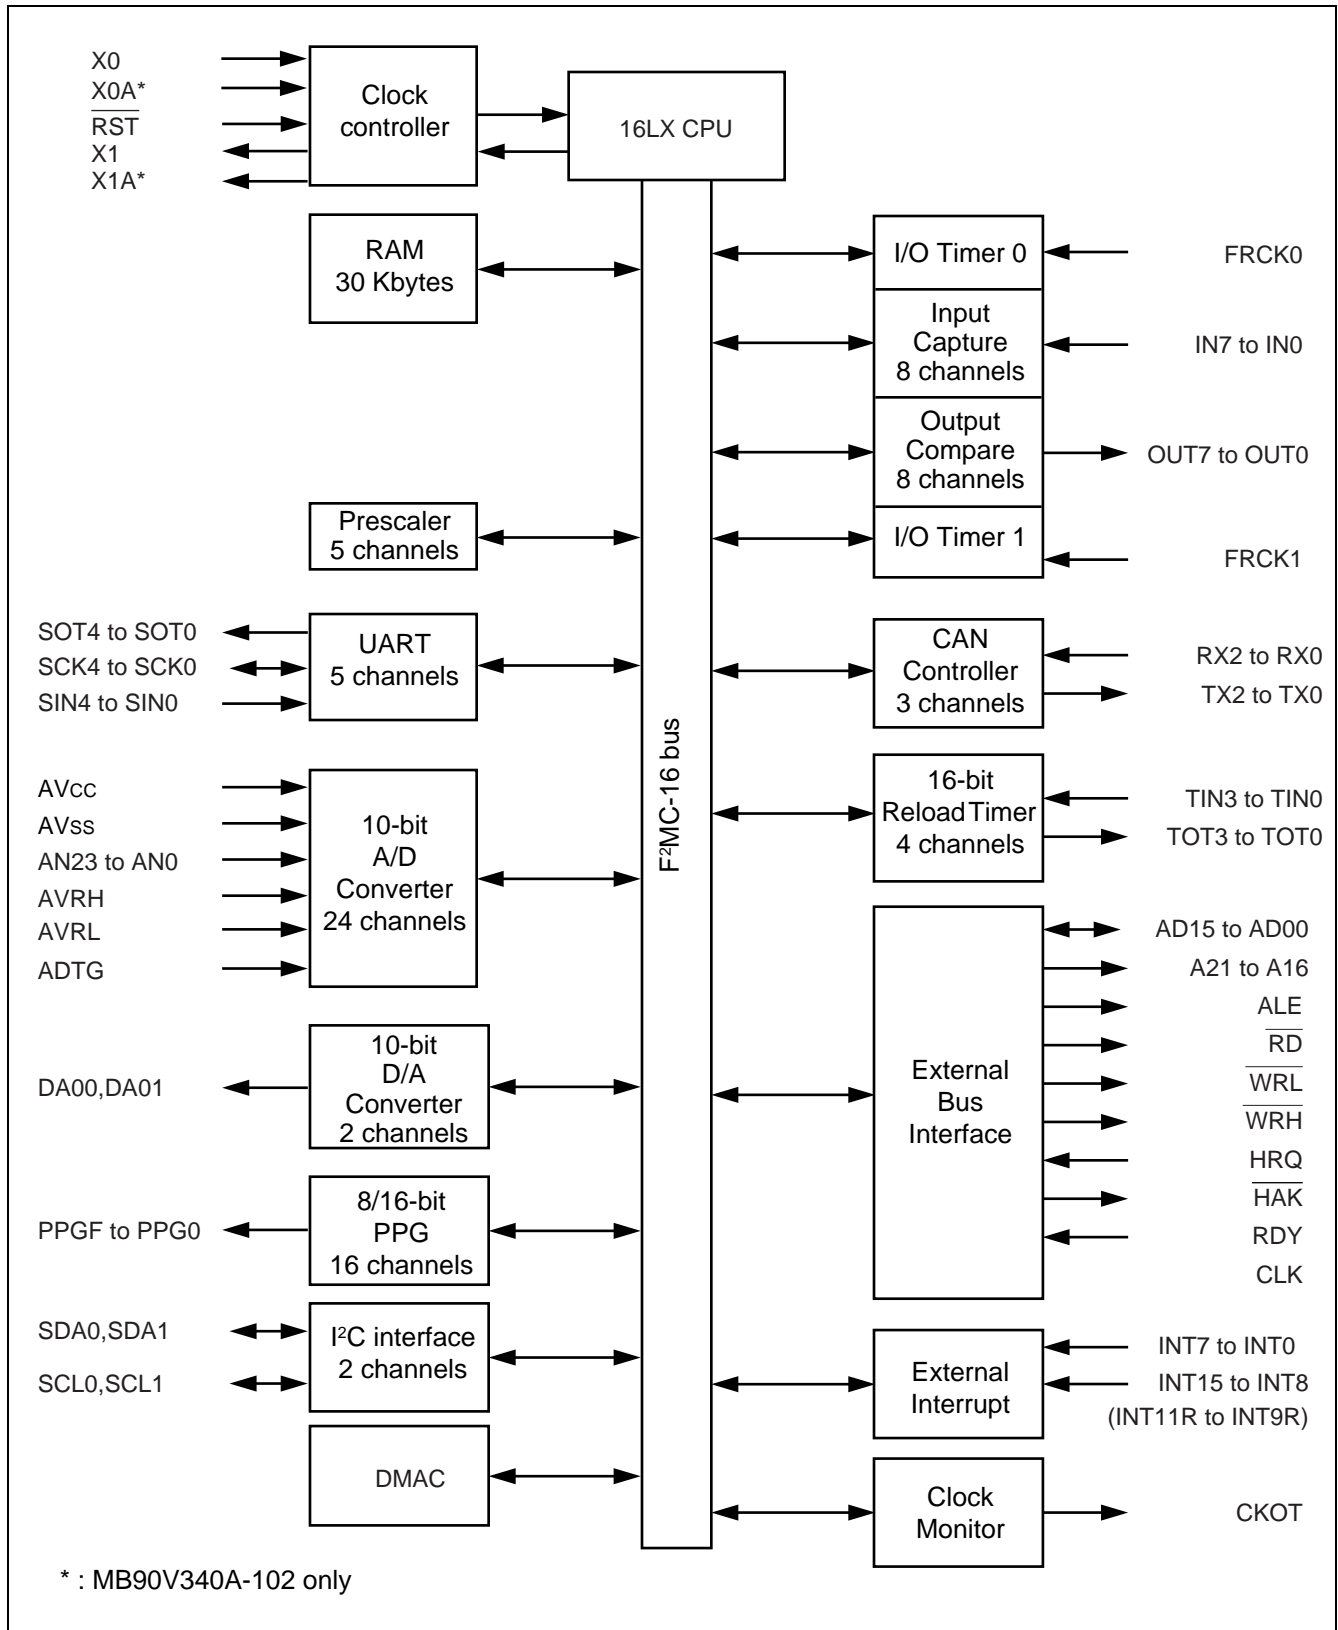 X0
X0A*
RST
X1
X1A*
Clock
controller
16LX CPU
RAM
30 Kbytes
Prescaler
5 channels
SOT4 to SOT0
SCK4 to SCK0
SIN4 to SIN0
UART
5 channels
AVcc
AVss
AN23 to AN0
AVRH
AVRL
ADTG
10-bit
A/D
Converter
24 channels
DA00,DA01
10-bit
D/A
Converter
2 channels
PPGF to PPG0
8/16-bit
PPG
16 channels
SDA0,SDA1
SCL0,SCL1
I²C interface
2 channels
DMAC
F²MC-16 bus
I/O Timer 0
FRCK0
Input
Capture
8 channels
IN7 to IN0
Output
Compare
8 channels
OUT7 to OUT0
I/O Timer 1
FRCK1
CAN
Controller
3 channels
RX2 to RX0
TX2 to TX0
16-bit
Reload Timer
4 channels
TIN3 to TIN0
TOT3 to TOT0
External
Bus
Interface
AD15 to AD00
A21 to A16
ALE
RD
WRL
WRH
HRQ
HAK
RDY
CLK
External
Interrupt
INT7 to INT0
INT15 to INT8
(INT11R to INT9R)
Clock
Monitor
CKOT
* : MB90V340A-102 only